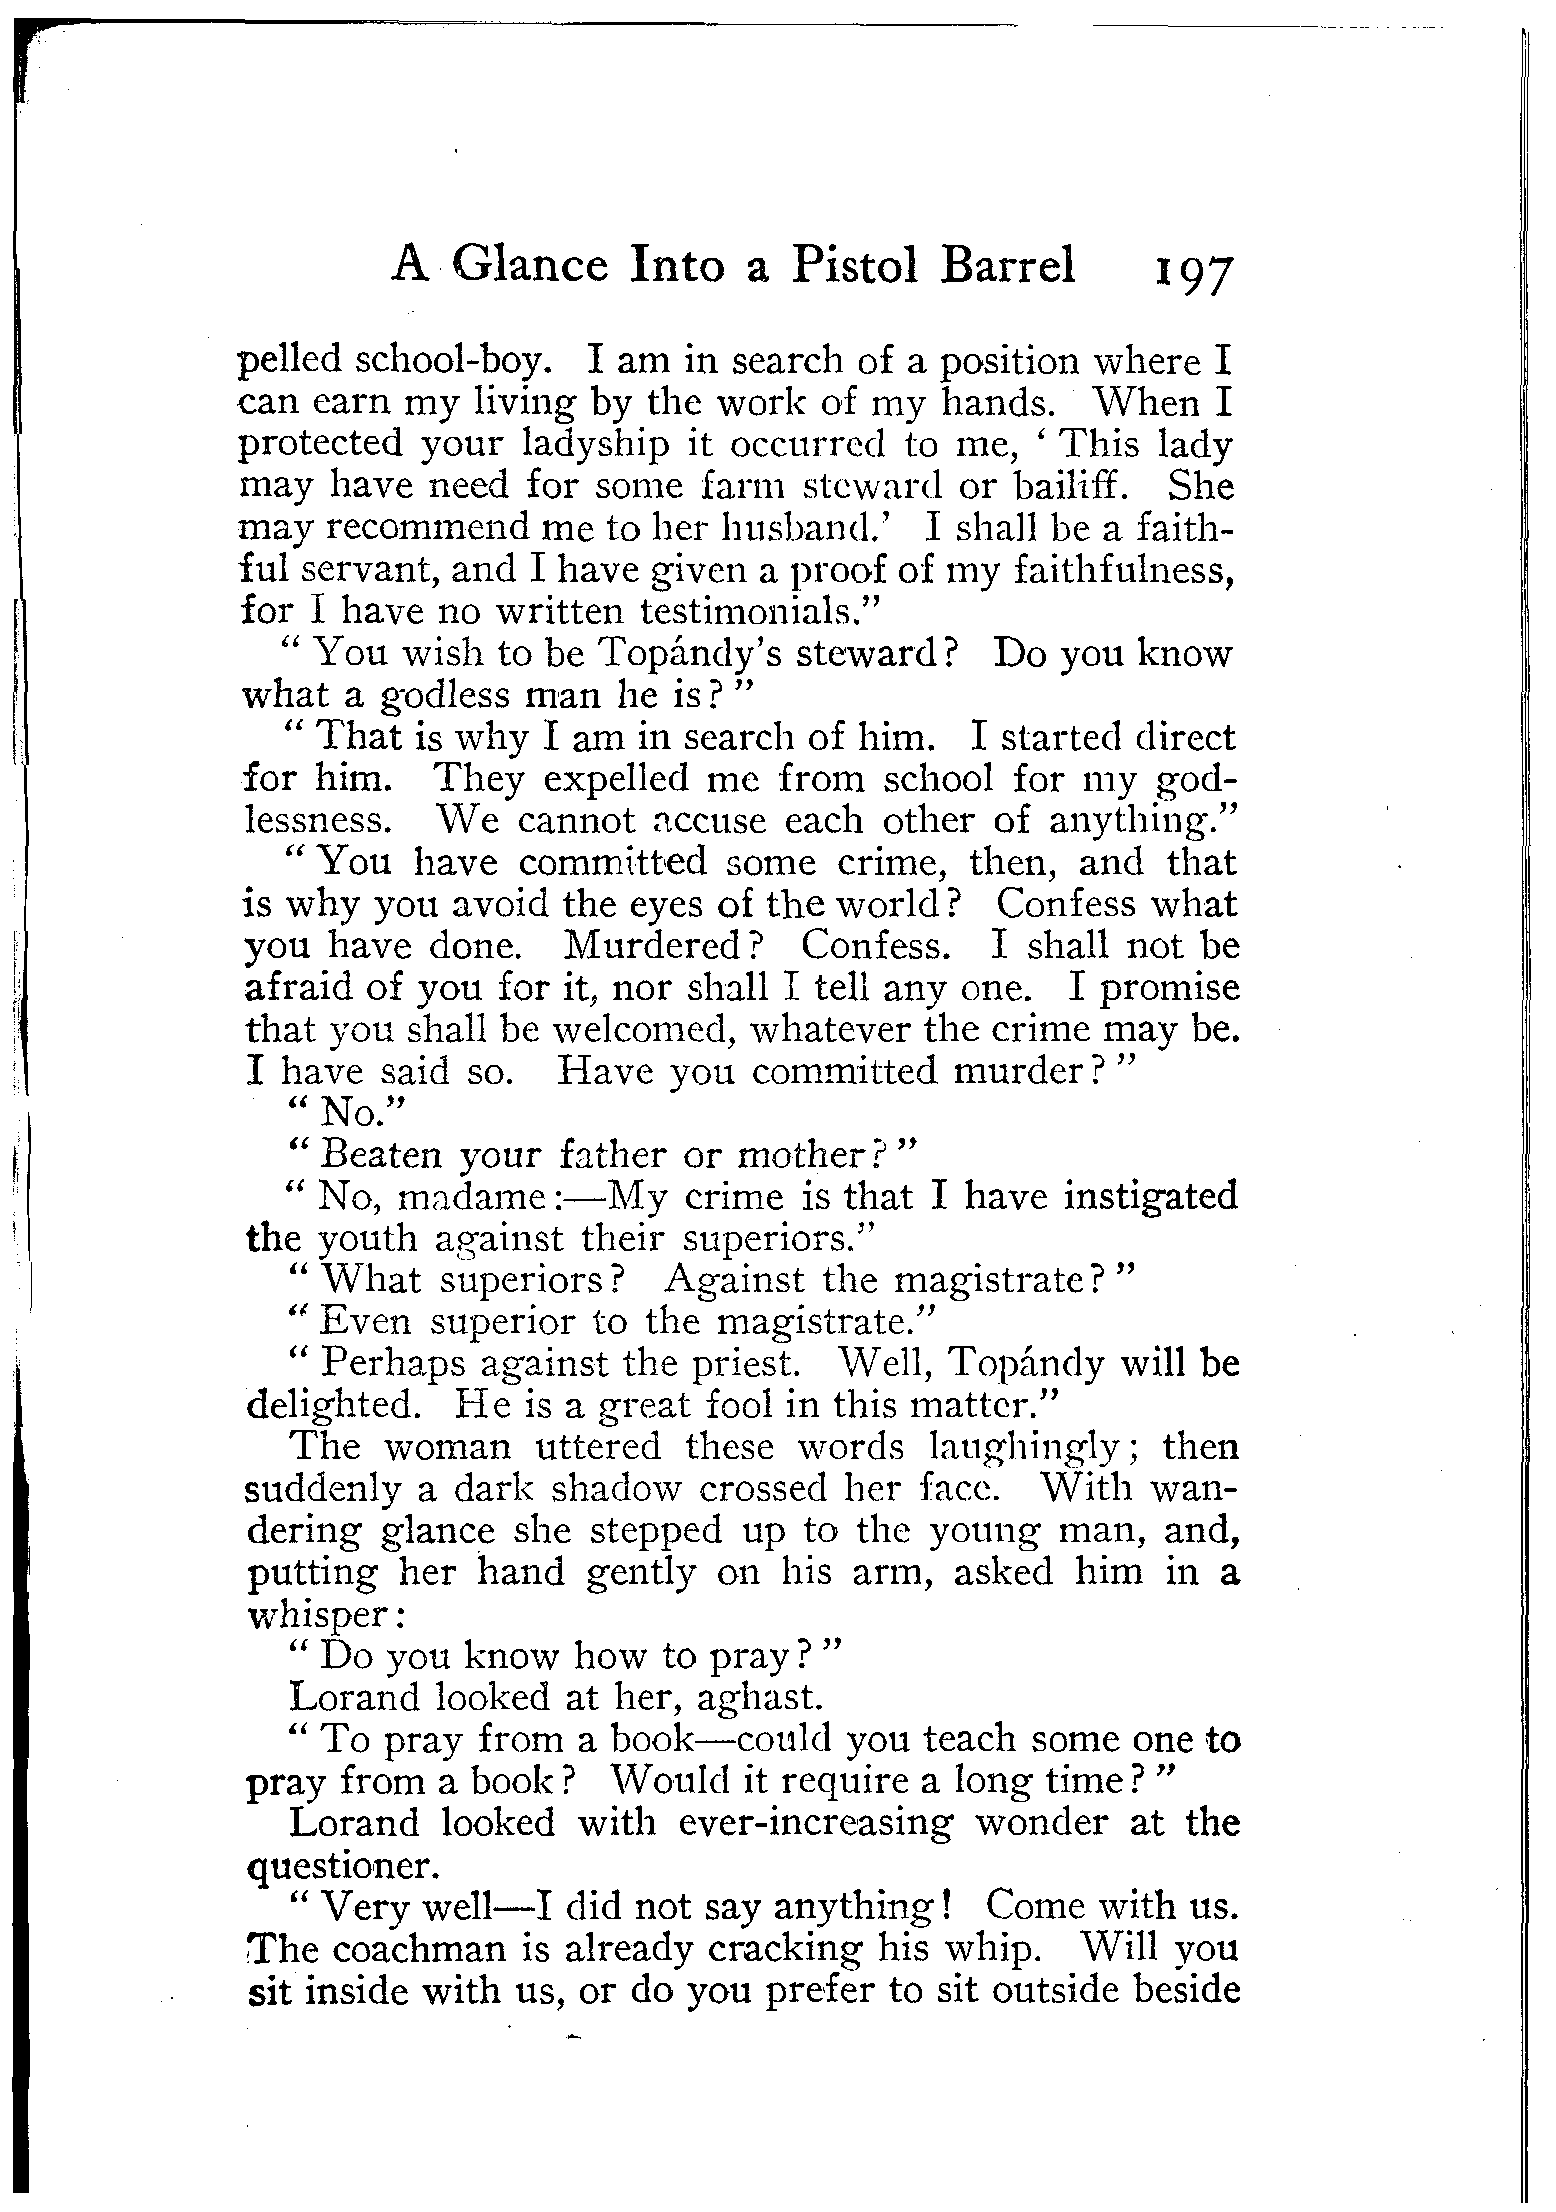 A Glance Into a Pistol Barrel 197
pelled school-boy. I am in search of a position where I
can earn my living by the work of my hands. When I
protected your ladyship it occurred to me, ‘ This lady
may have need for some farm steward or bailiff. She
may recommend me to her husband.’ I shall be a faith-
ful servant, and I have given a proof of my faithfulness,
for I have no written testimonials.”
“ You wish to be Topándy’s steward? Do you know
what a godless man he is? ”
“ That is why I am in search of him. I started direct
for him. They expelled me from school for my god-
lessness. We cannot accuse each other of anything.”
“ You have committed some crime, then, and that
is why you avoid the eyes of the world? Confess what
you have done. Murdered? Confess. I shall not be
afraid of you for it, nor shall I tell any one. I promise
that you shall be welcomed, whatever the crime may be.
I have said so. Have you committed murder? ”
“ No.”
“ Beaten your father or mother? ”
“ No, madame:—My crime is that I have instigated
the youth against their superiors.”
“ What superiors? Against the magistrate? ”
“ Even superior to the magistrate.”
“ Perhaps against the priest. Well, Topándy will be
delighted. He is a great fool in this matter.”
The woman uttered these words laughingly; then
suddenly a dark shadow crossed her face. With wan-
dering glance she stepped up to the young man, and,
putting her hand gently on his arm, asked him in a
whisper:
“ Do you know how to pray? ”
Lorand looked at her, aghast.
“ To pray from a book—could you teach some one to
pray from a book? Would it require a long time? ”
Lorand looked with ever-increasing wonder at the
questioner.
“ Very well—I did not say anything! Come with us.
The coachman is already cracking his whip. Will you
sit inside with us, or do you prefer to sit outside beside